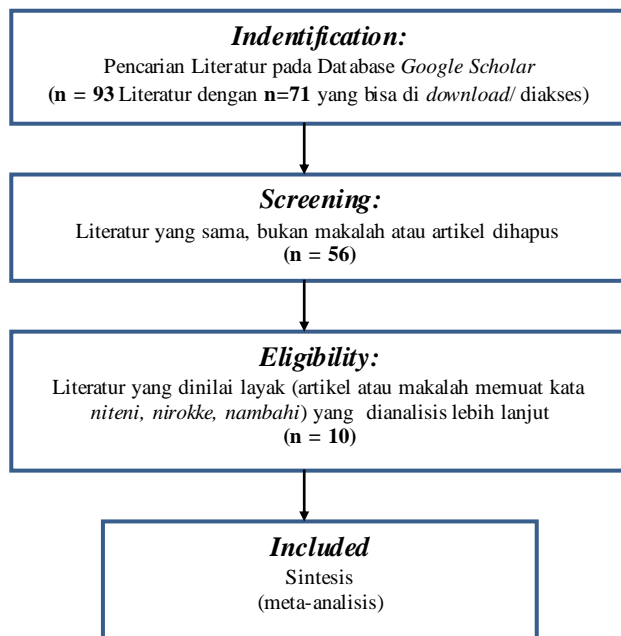 Indentification:
Pencarian Literatur pada Database Google Scholar
(n = 93 Literatur dengan n=71 yang bisa di download/ diakses)
Screening:
Literatur yang sama, bukan makalah atau artikel dihapus
(n = 56)
Eligibility:
Literatur yang dinilai layak (artikel atau makalah memuat kata
niteni, nirokke, nambahi) yang dianalisis lebih lanjut
(n = 10)
Included
Sintesis
(meta-analisis)